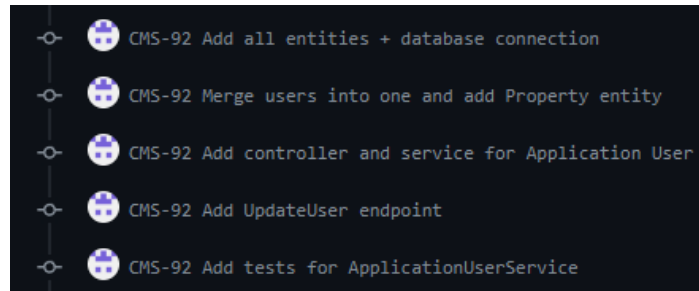 CMS-92 Add all entities + database connection
CMS-92 Merge users into one and add Property entity
CMS-92 Add controller and service for Application User
CMS-92 Add UpdateUser endpoint
CMS-92 Add tests for ApplicationUserService